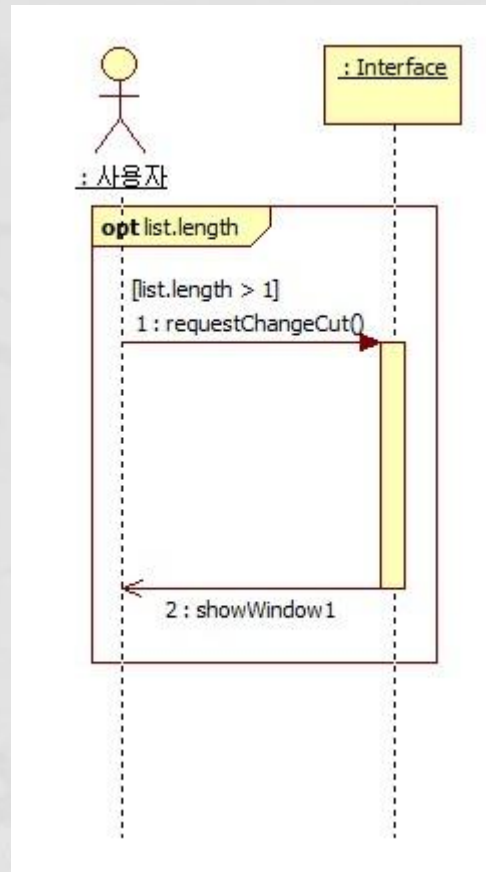 : Interface
: 사용자
opt list.length
[list.length > 1]
1 : requestChangeCut()
2 : showWindow1